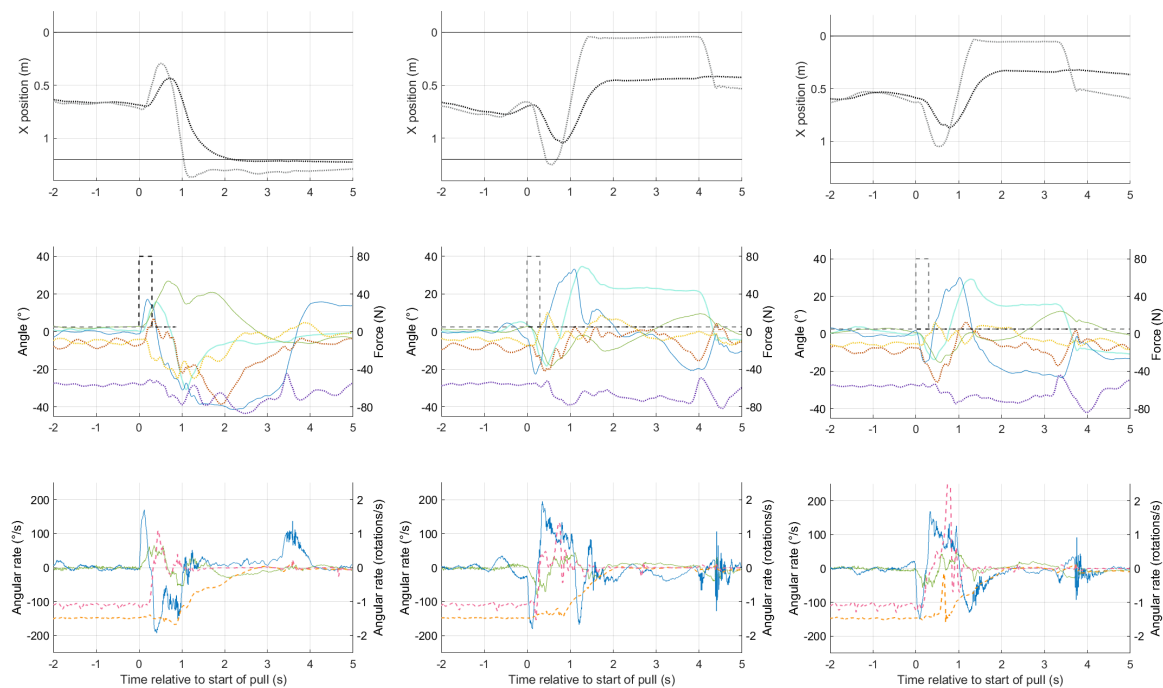 0
0.5
1
X position (m)
-2 -1 0 1 2 3 4 5
0
0.5
1
X position (m)
-2 -1 0 1 2 3 4 5
0
0.5
1
X position (m)
-2 -1 0 1 2 3 4 5
40
20
0
-20
-40
Angle (°)
80
40
0
-40
-80
Force (N)
-2 -1 0 1 2 3 4 5
40
20
0
-20
-40
Angle (°)
80
40
0
-40
-80
Force (N)
-2 -1 0 1 2 3 4 5
40
20
0
-20
-40
Angle (°)
80
40
0
-40
-80
Force (N)
-2 -1 0 1 2 3 4 5
200
100
0
-100
-200
Angular rate (°/s)
2
1
0
-1
-2
Angular rate (rotations/s)
-2 -1 0 1 2 3 4 5
Time relative to start of pull (s)
200
100
0
-100
-200
Angular rate (°/s)
2
1
0
-1
-2
Angular rate (rotations/s)
-2 -1 0 1 2 3 4 5
Time relative to start of pull (s)
200
100
0
-100
-200
Angular rate (°/s)
2
1
0
-1
-2
Angular rate (rotations/s)
-2 -1 0 1 2 3 4 5
Time relative to start of pull (s)